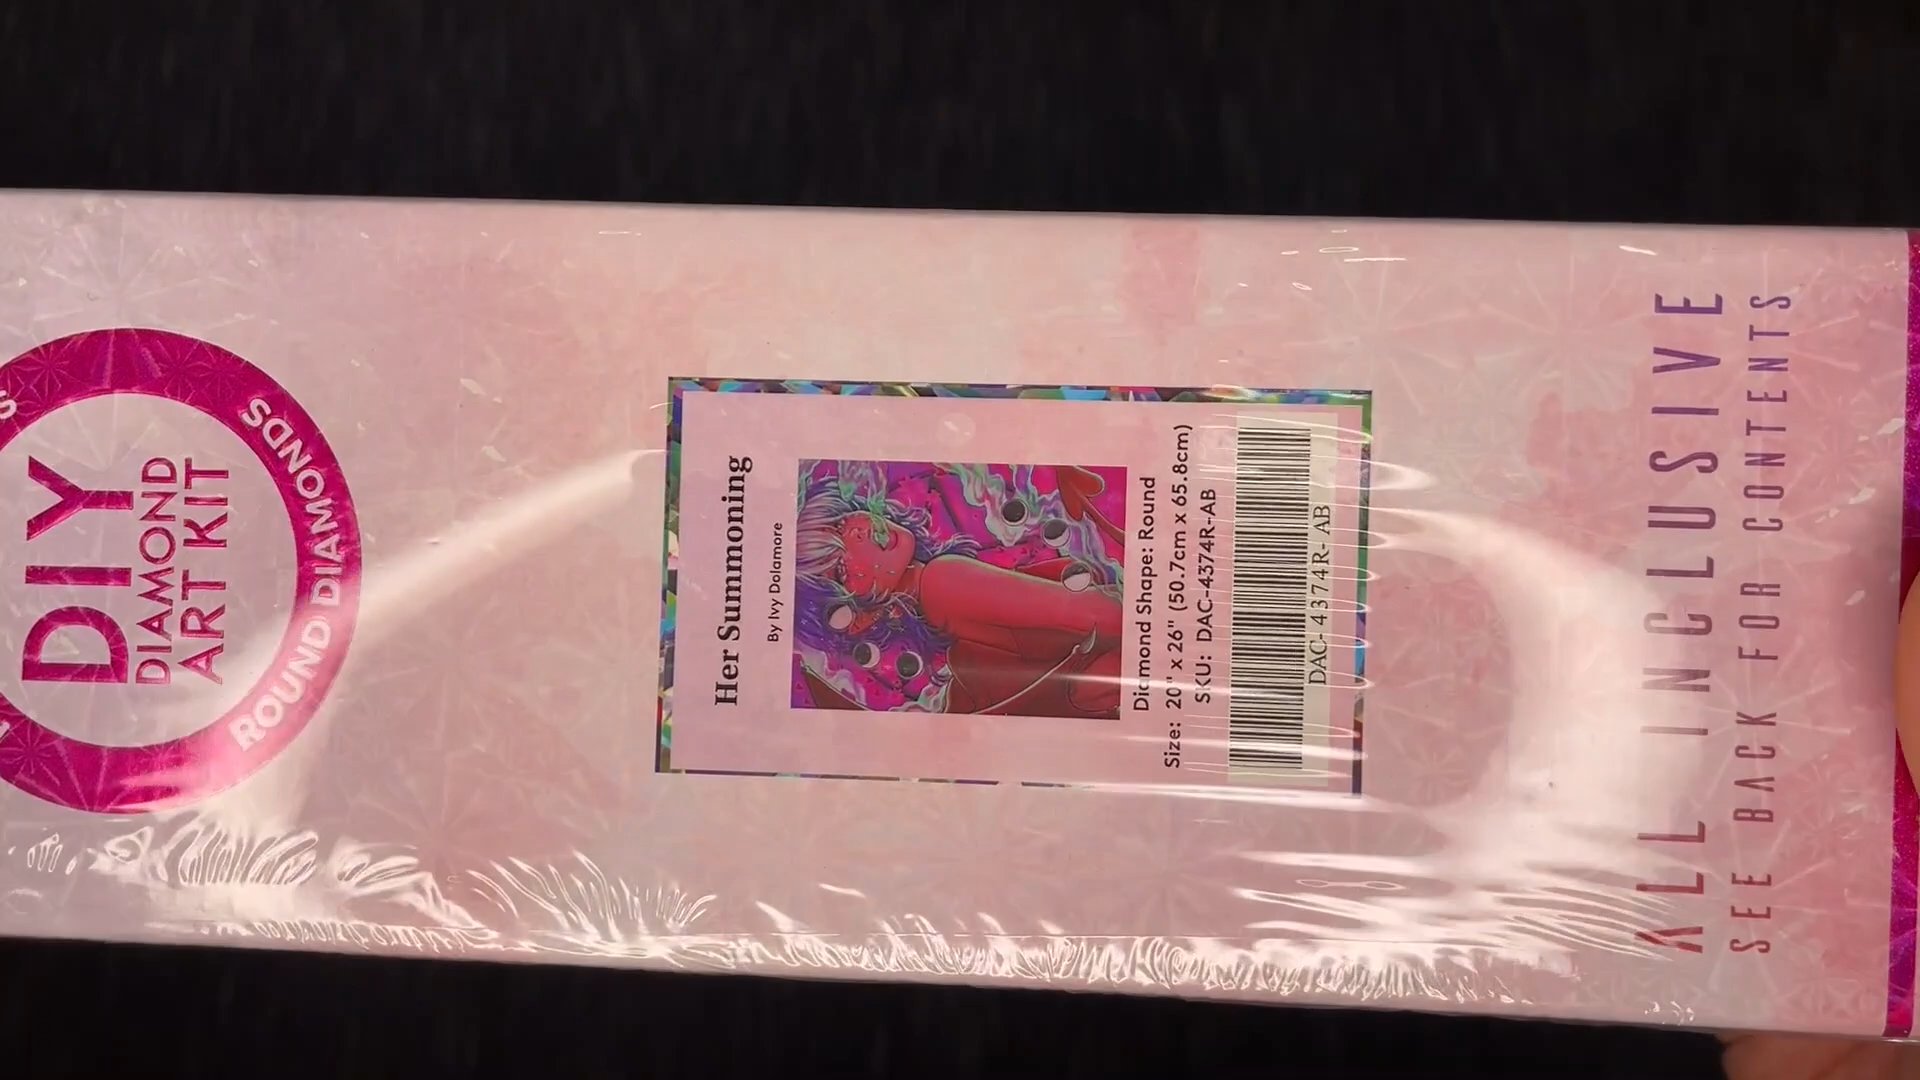 DIY
DIAMOND
ART KIT
ROUND DIAMONDS
Her Summoning
By Ivy Dolamore
Diamond Shape: Round
Size: 20" x 26" (50.7cm x 65.8cm)
SKU: DAC-4374R-AB
DAC-4374R-AB
ALL INCLUSIVE
SEE BACK FOR CONTENTS